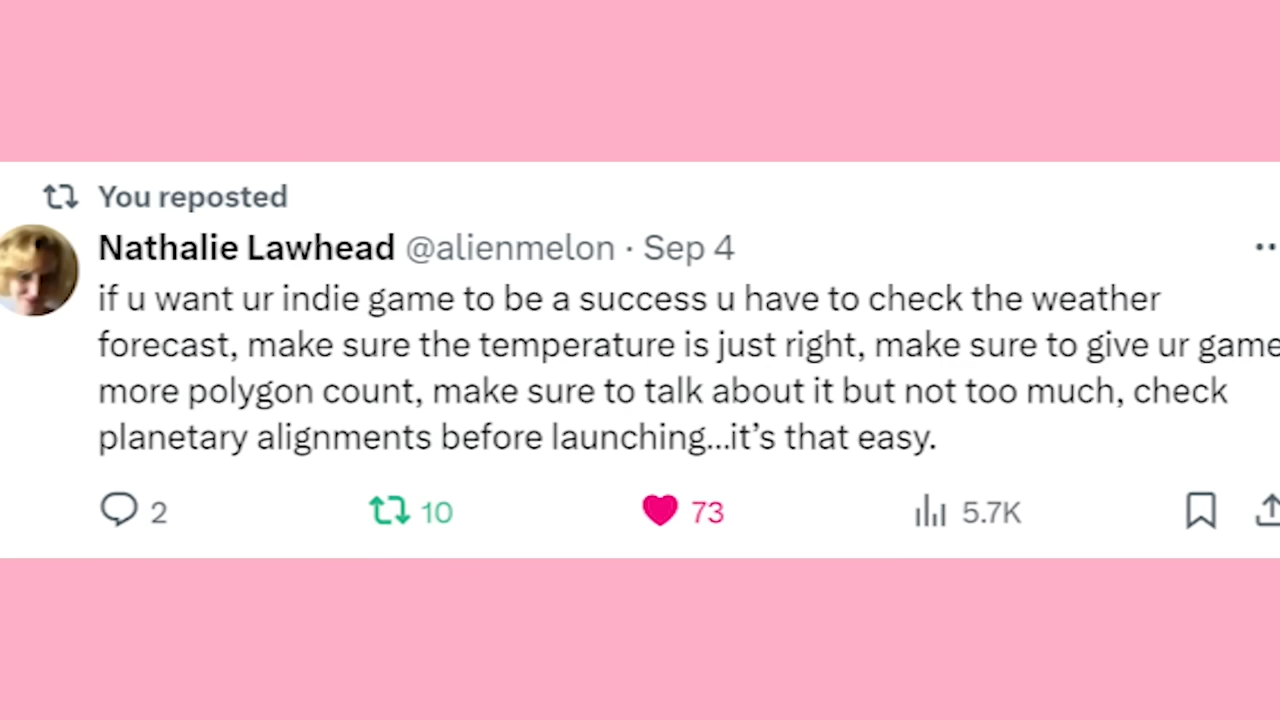 You reposted
Nathalie Lawhead @alienmelon · Sep 4
if u want ur indie game to be a success u have to check the weather
forecast, make sure the temperature is just right, make sure to give ur game
more polygon count, make sure to talk about it but not too much, check
planetary alignments before launching...it’s that easy.
2 10 73 5.7K